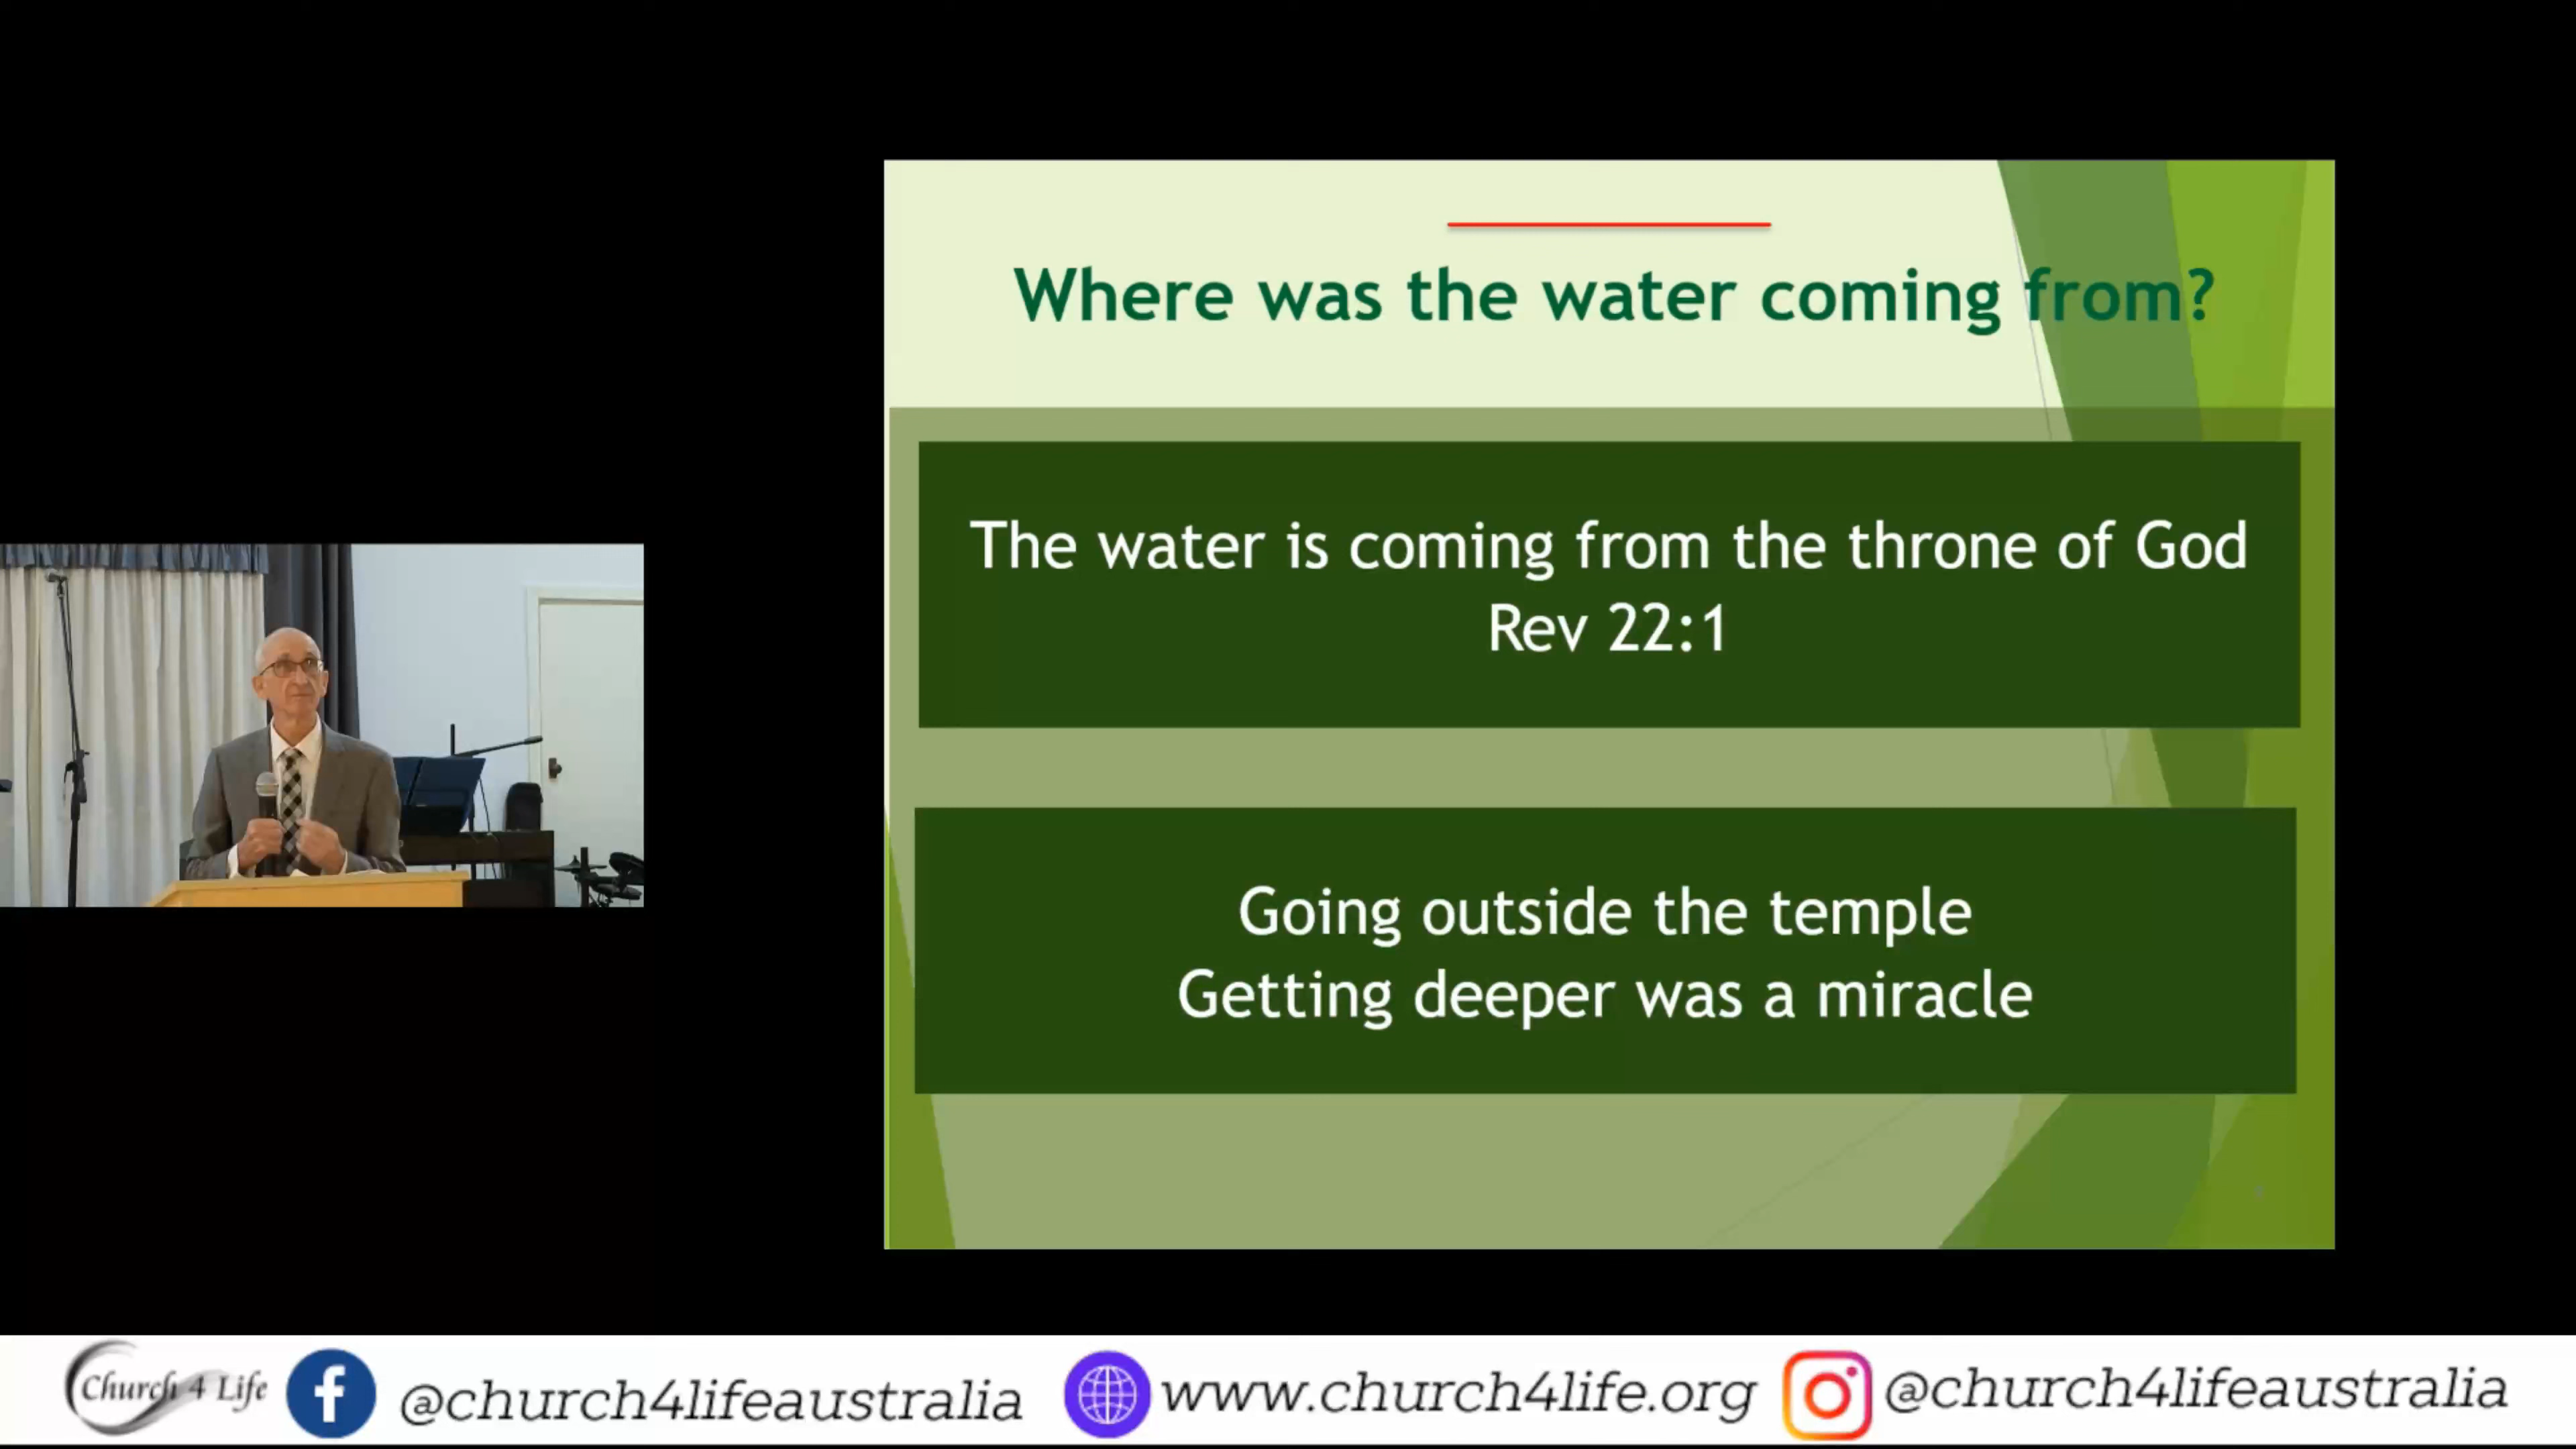 Where was the water coming from?
The water is coming from the throne of God
Rev 22:1
Going outside the temple
Getting deeper was a miracle
Church 4 Life
@church4lifeaustralia
www.church4life.org
@church4lifeaustralia